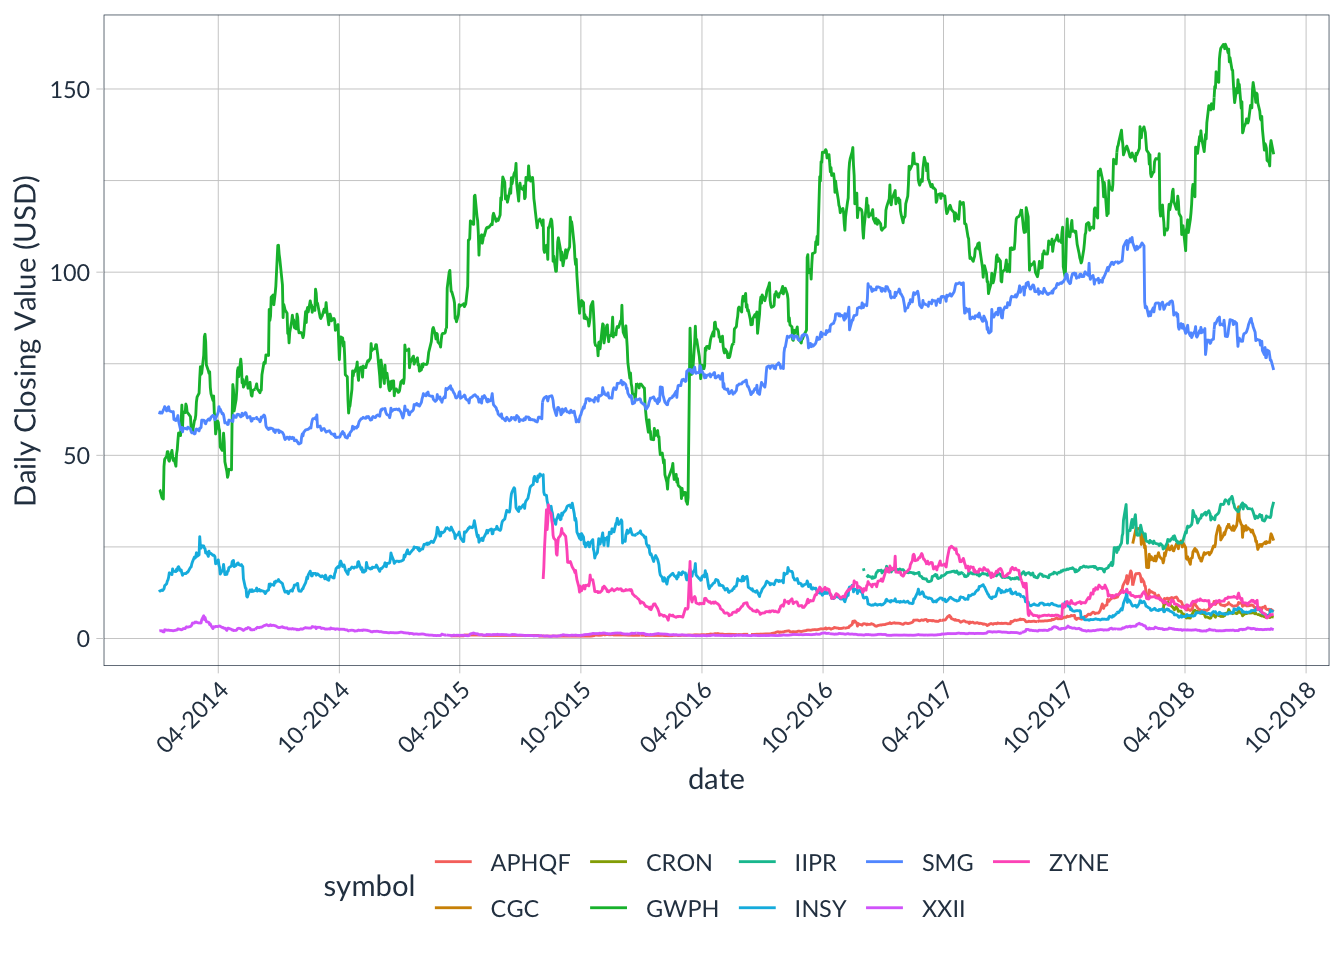 Daily Closing Value (USD)
150
100
50
0
04-2014
10-2014
04-2015
10-2015
04-2016
10-2016
04-2017
10-2017
04-2018
10-2018
date
symbol
APHQF CRON IIPR SMG ZYNE
CGC GWPH INSY XXII